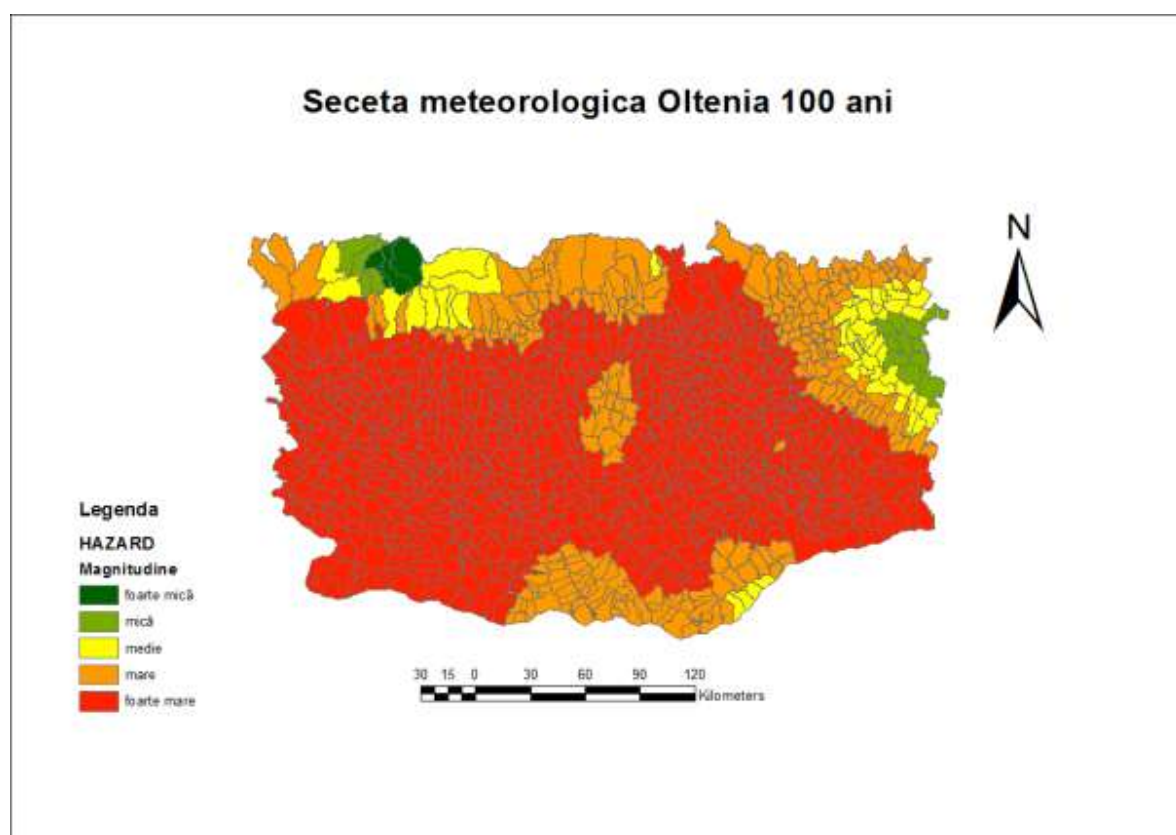 Seceta meteorologica Oltenia 100 ani
N
Legenda
HAZARD
Magnitudine
foarte mică
mică
medie
mare
foarte mare
30 15 0 30 60 90 120
Kilometers